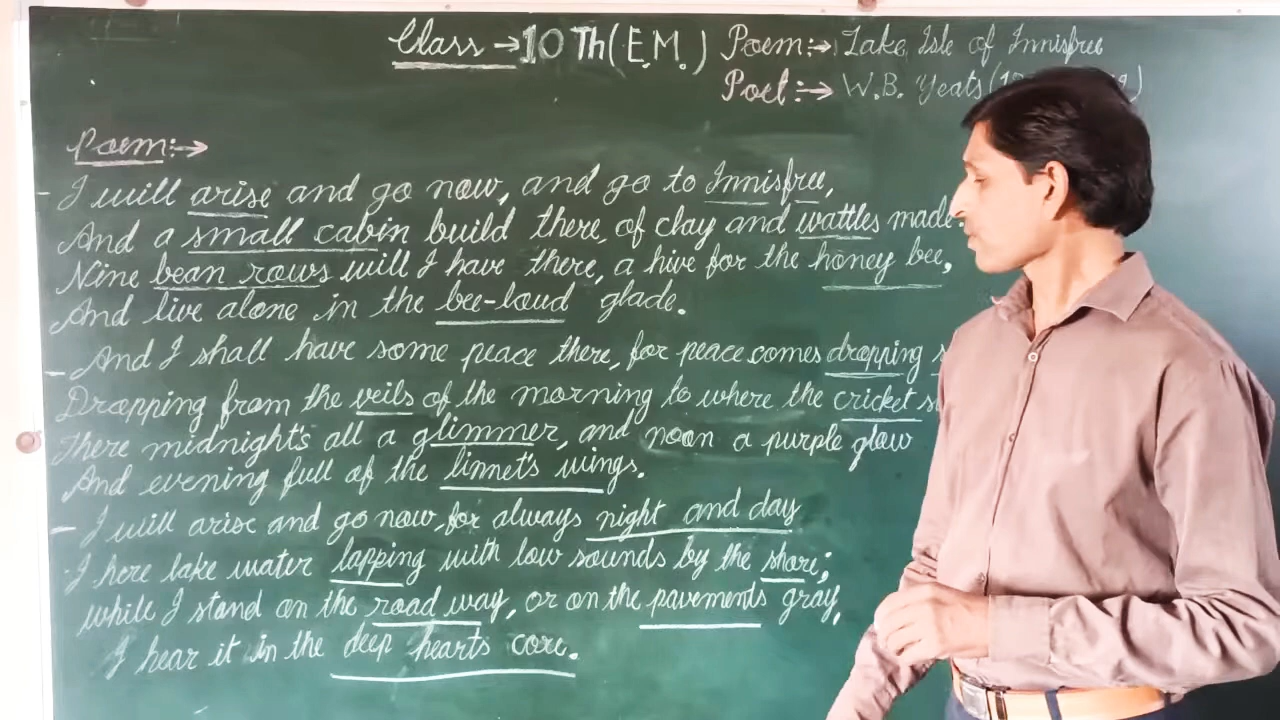 Class → 10 Th (E.M.) Poem :→ Lake Isle of Innisfree
Poet :→ W.B. Yeats (
Poem :→
- I will arise and go now, and go to Innisfree,
And a small cabin build there, of clay and wattles made.
Nine bean rows will I have there, a hive for the honey bee,
And live alone in the bee-loud glade.
- And I shall have some peace there, for peace comes dropping
Dropping from the veils of the morning to where the cricket
There midnight's all a glimmer, and noon a purple glow
And evening full of the linnet's wings.
- I will arise and go now, for always night and day
I here lake water lapping with low sounds by the shore;
while I stand on the road way, or on the pavements gray,
I hear it in the deep hearts core.